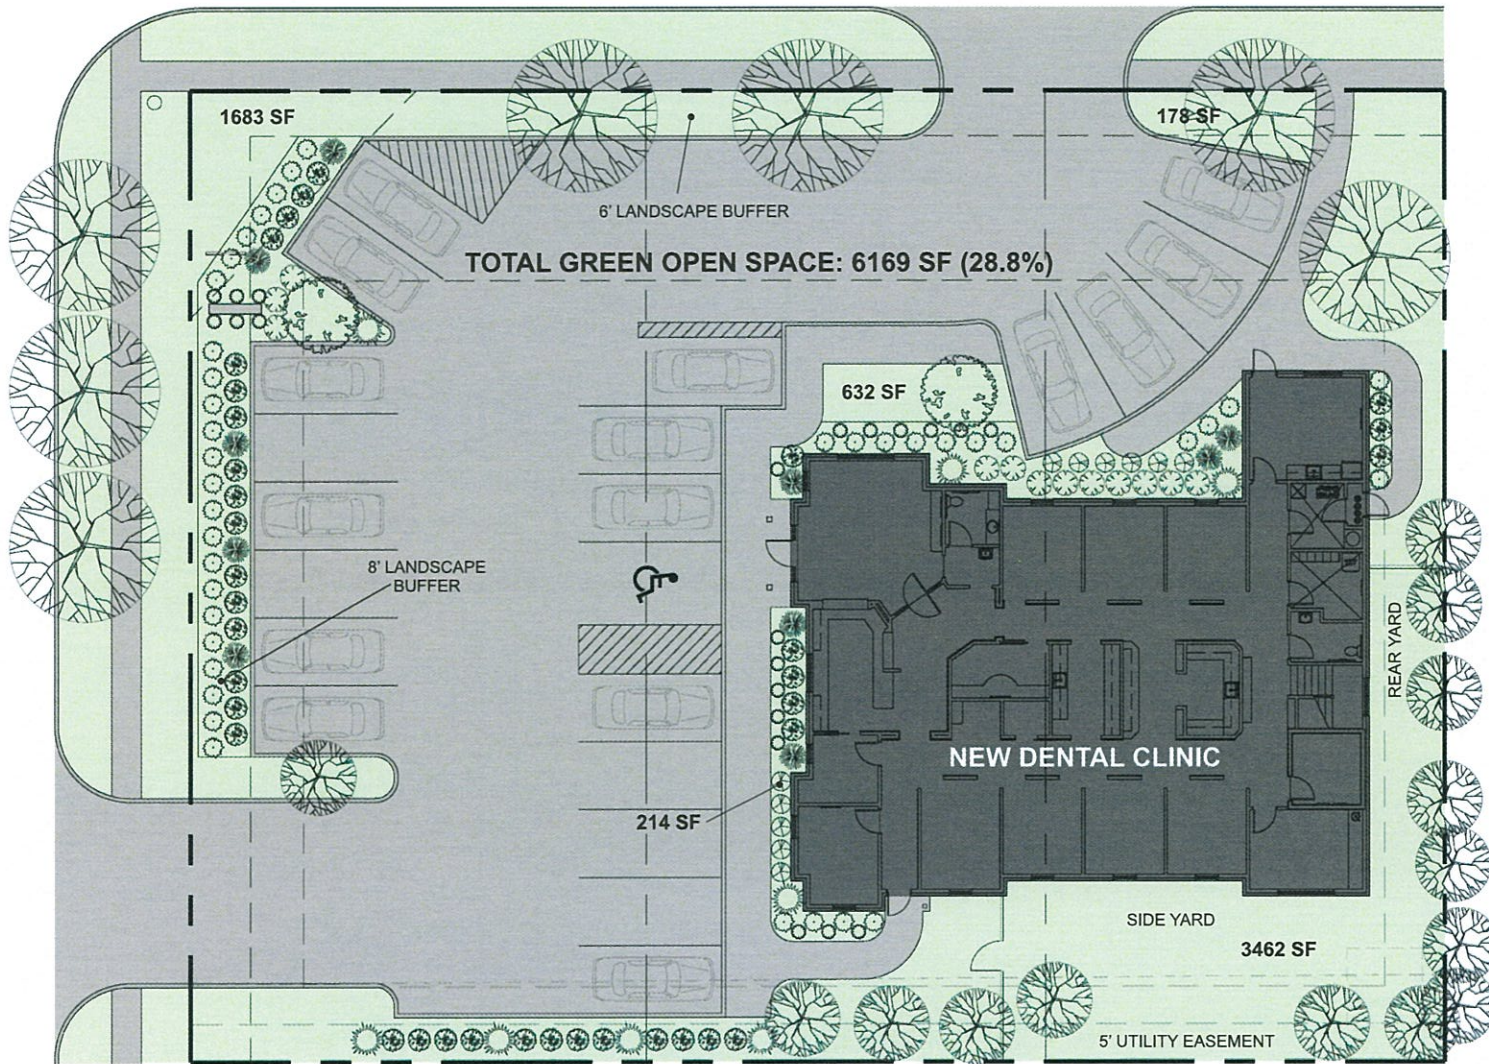 1683 SF
178 SF
6' LANDSCAPE BUFFER
TOTAL GREEN OPEN SPACE: 6169 SF (28.8%)
632 SF
8' LANDSCAPE
BUFFER
REAR YARD
NEW DENTAL CLINIC
214 SF
SIDE YARD
3462 SF
5' UTILITY EASEMENT